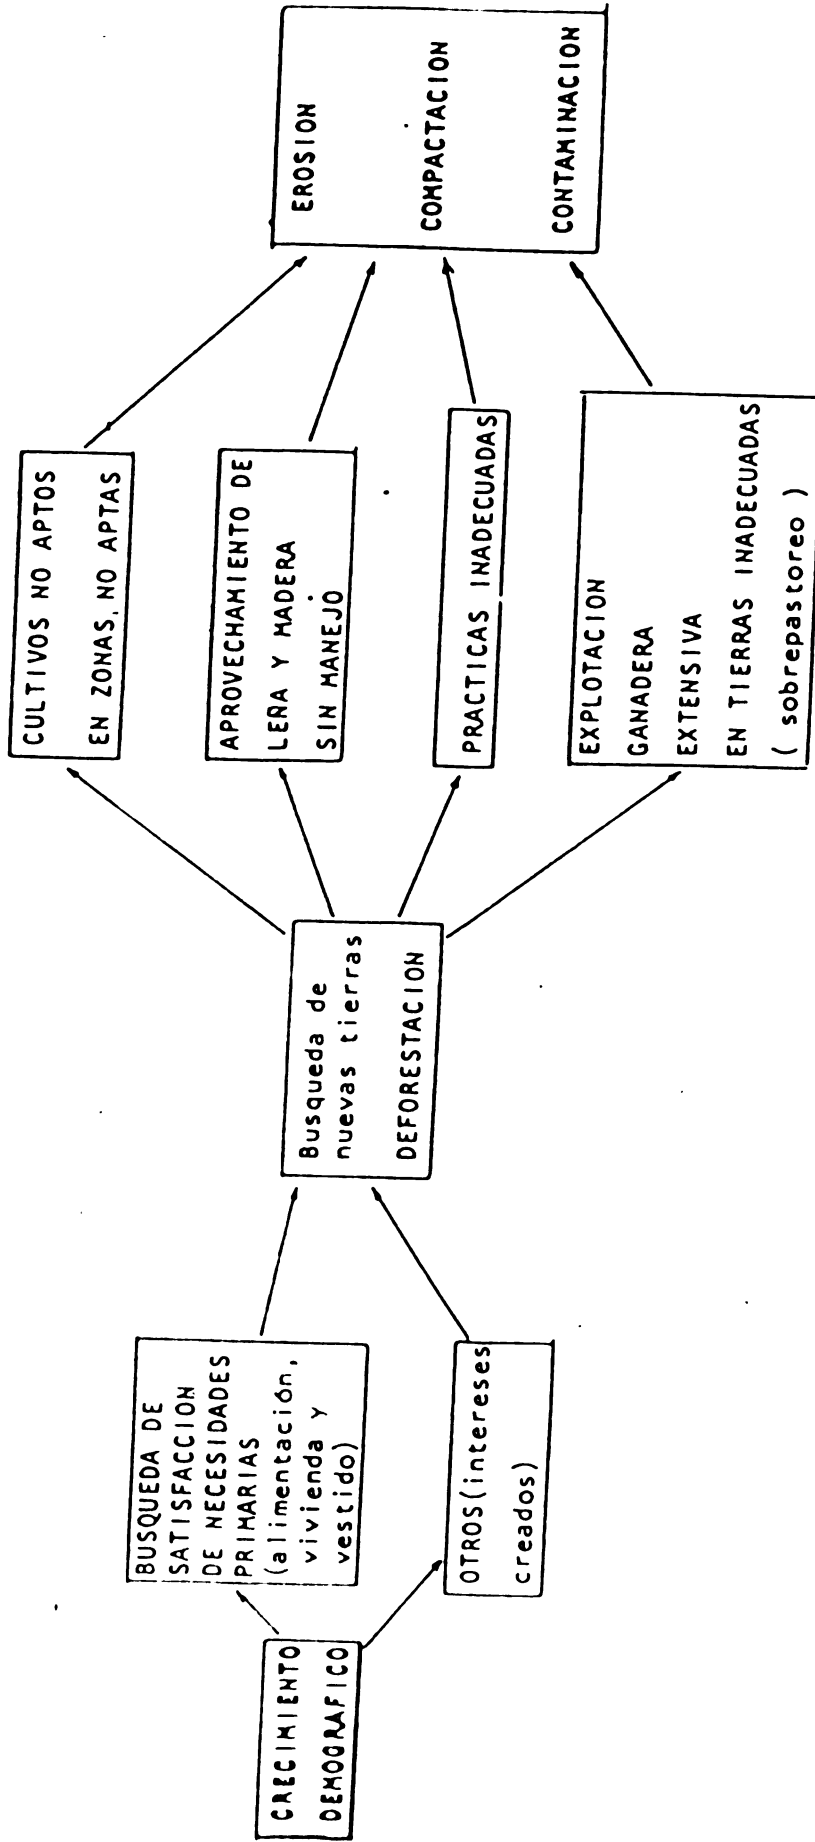 CRECIMIENTO
DEMOGRAFICO
BUSQUEDA DE
SATISFACCION
DE NECESIDADES
PRIMARIAS
(alimentación,
vivienda y
vestido)
OTROS(intereses
creados)
Busqueda de
nuevas tierras
DEFORESTACION
CULTIVOS NO APTOS
EN ZONAS NO APTAS
APROVECHAMIENTO DE
LEÑA Y MADERA
SIN MANEJO
PRACTICAS INADECUADAS
EXPLOTACION
GANADERA
EXTENSIVA
EN TIERRAS INADECUADAS
( sobrepastoreo )
EROSION
COMPACTACION
CONTAMINACION